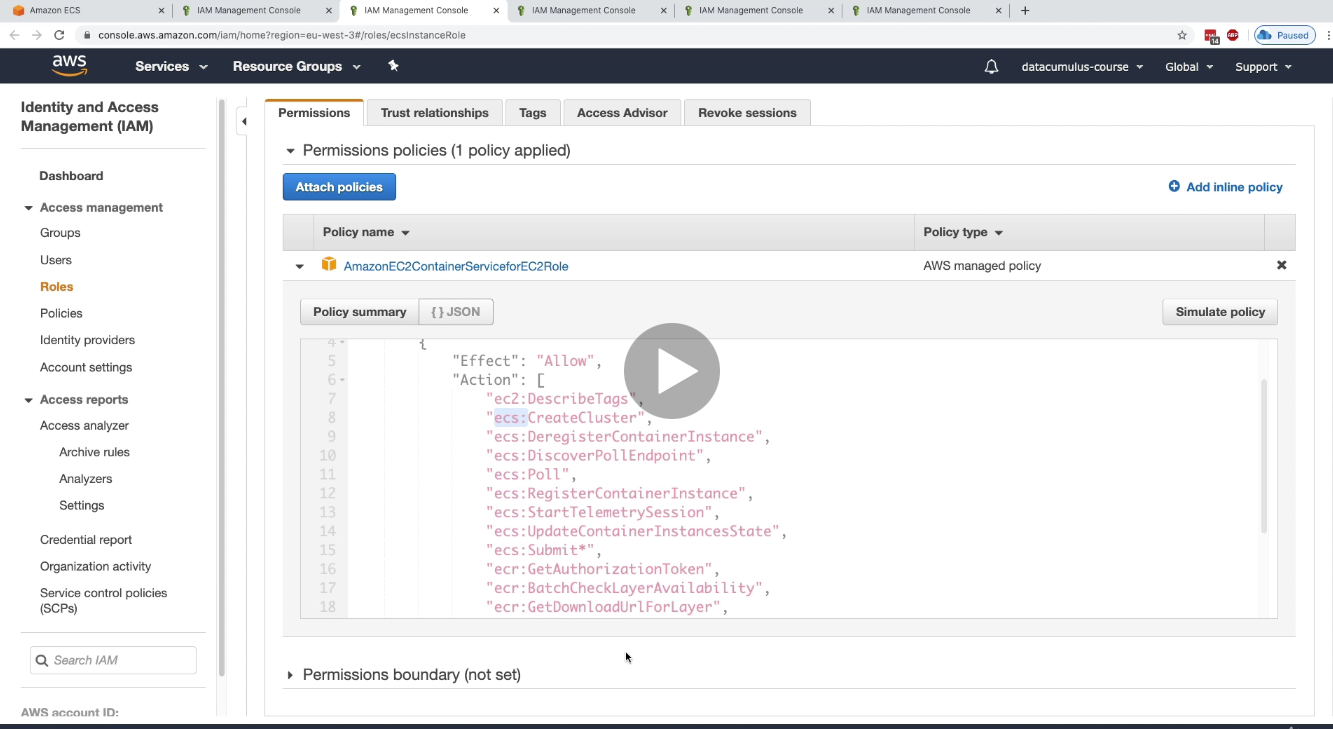 Amazon ECS
IAM Management Console
IAM Management Console
IAM Management Console
IAM Management Console
IAM Management Console
console.aws.amazon.com/iam/home?region=eu-west-3#/roles/ecsInstanceRole
14
ABP
Paused
aws
Services
Resource Groups
datacumulus-course
Global
Support
Identity and Access
Management (IAM)
Dashboard
Access management
Groups
Users
Roles
Policies
Identity providers
Account settings
Access reports
Access analyzer
Archive rules
Analyzers
Settings
Credential report
Organization activity
Service control policies
(SCPs)
Search IAM
AWS account ID:
Permissions
Trust relationships
Tags
Access Advisor
Revoke sessions
Permissions policies (1 policy applied)
Attach policies
Add inline policy
Policy name
Policy type
AmazonEC2ContainerServiceforEC2Role
AWS managed policy
Policy summary
{ } JSON
Simulate policy
4 {
5 "Effect": "Allow",
6 "Action": [
7 "ec2:DescribeTags",
8 "ecs:CreateCluster",
9 "ecs:DeregisterContainerInstance",
10 "ecs:DiscoverPollEndpoint",
11 "ecs:Poll",
12 "ecs:RegisterContainerInstance",
13 "ecs:StartTelemetrySession",
14 "ecs:UpdateContainerInstancesState",
15 "ecs:Submit*",
16 "ecr:GetAuthorizationToken",
17 "ecr:BatchCheckLayerAvailability",
18 "ecr:GetDownloadUrlForLayer",
Permissions boundary (not set)